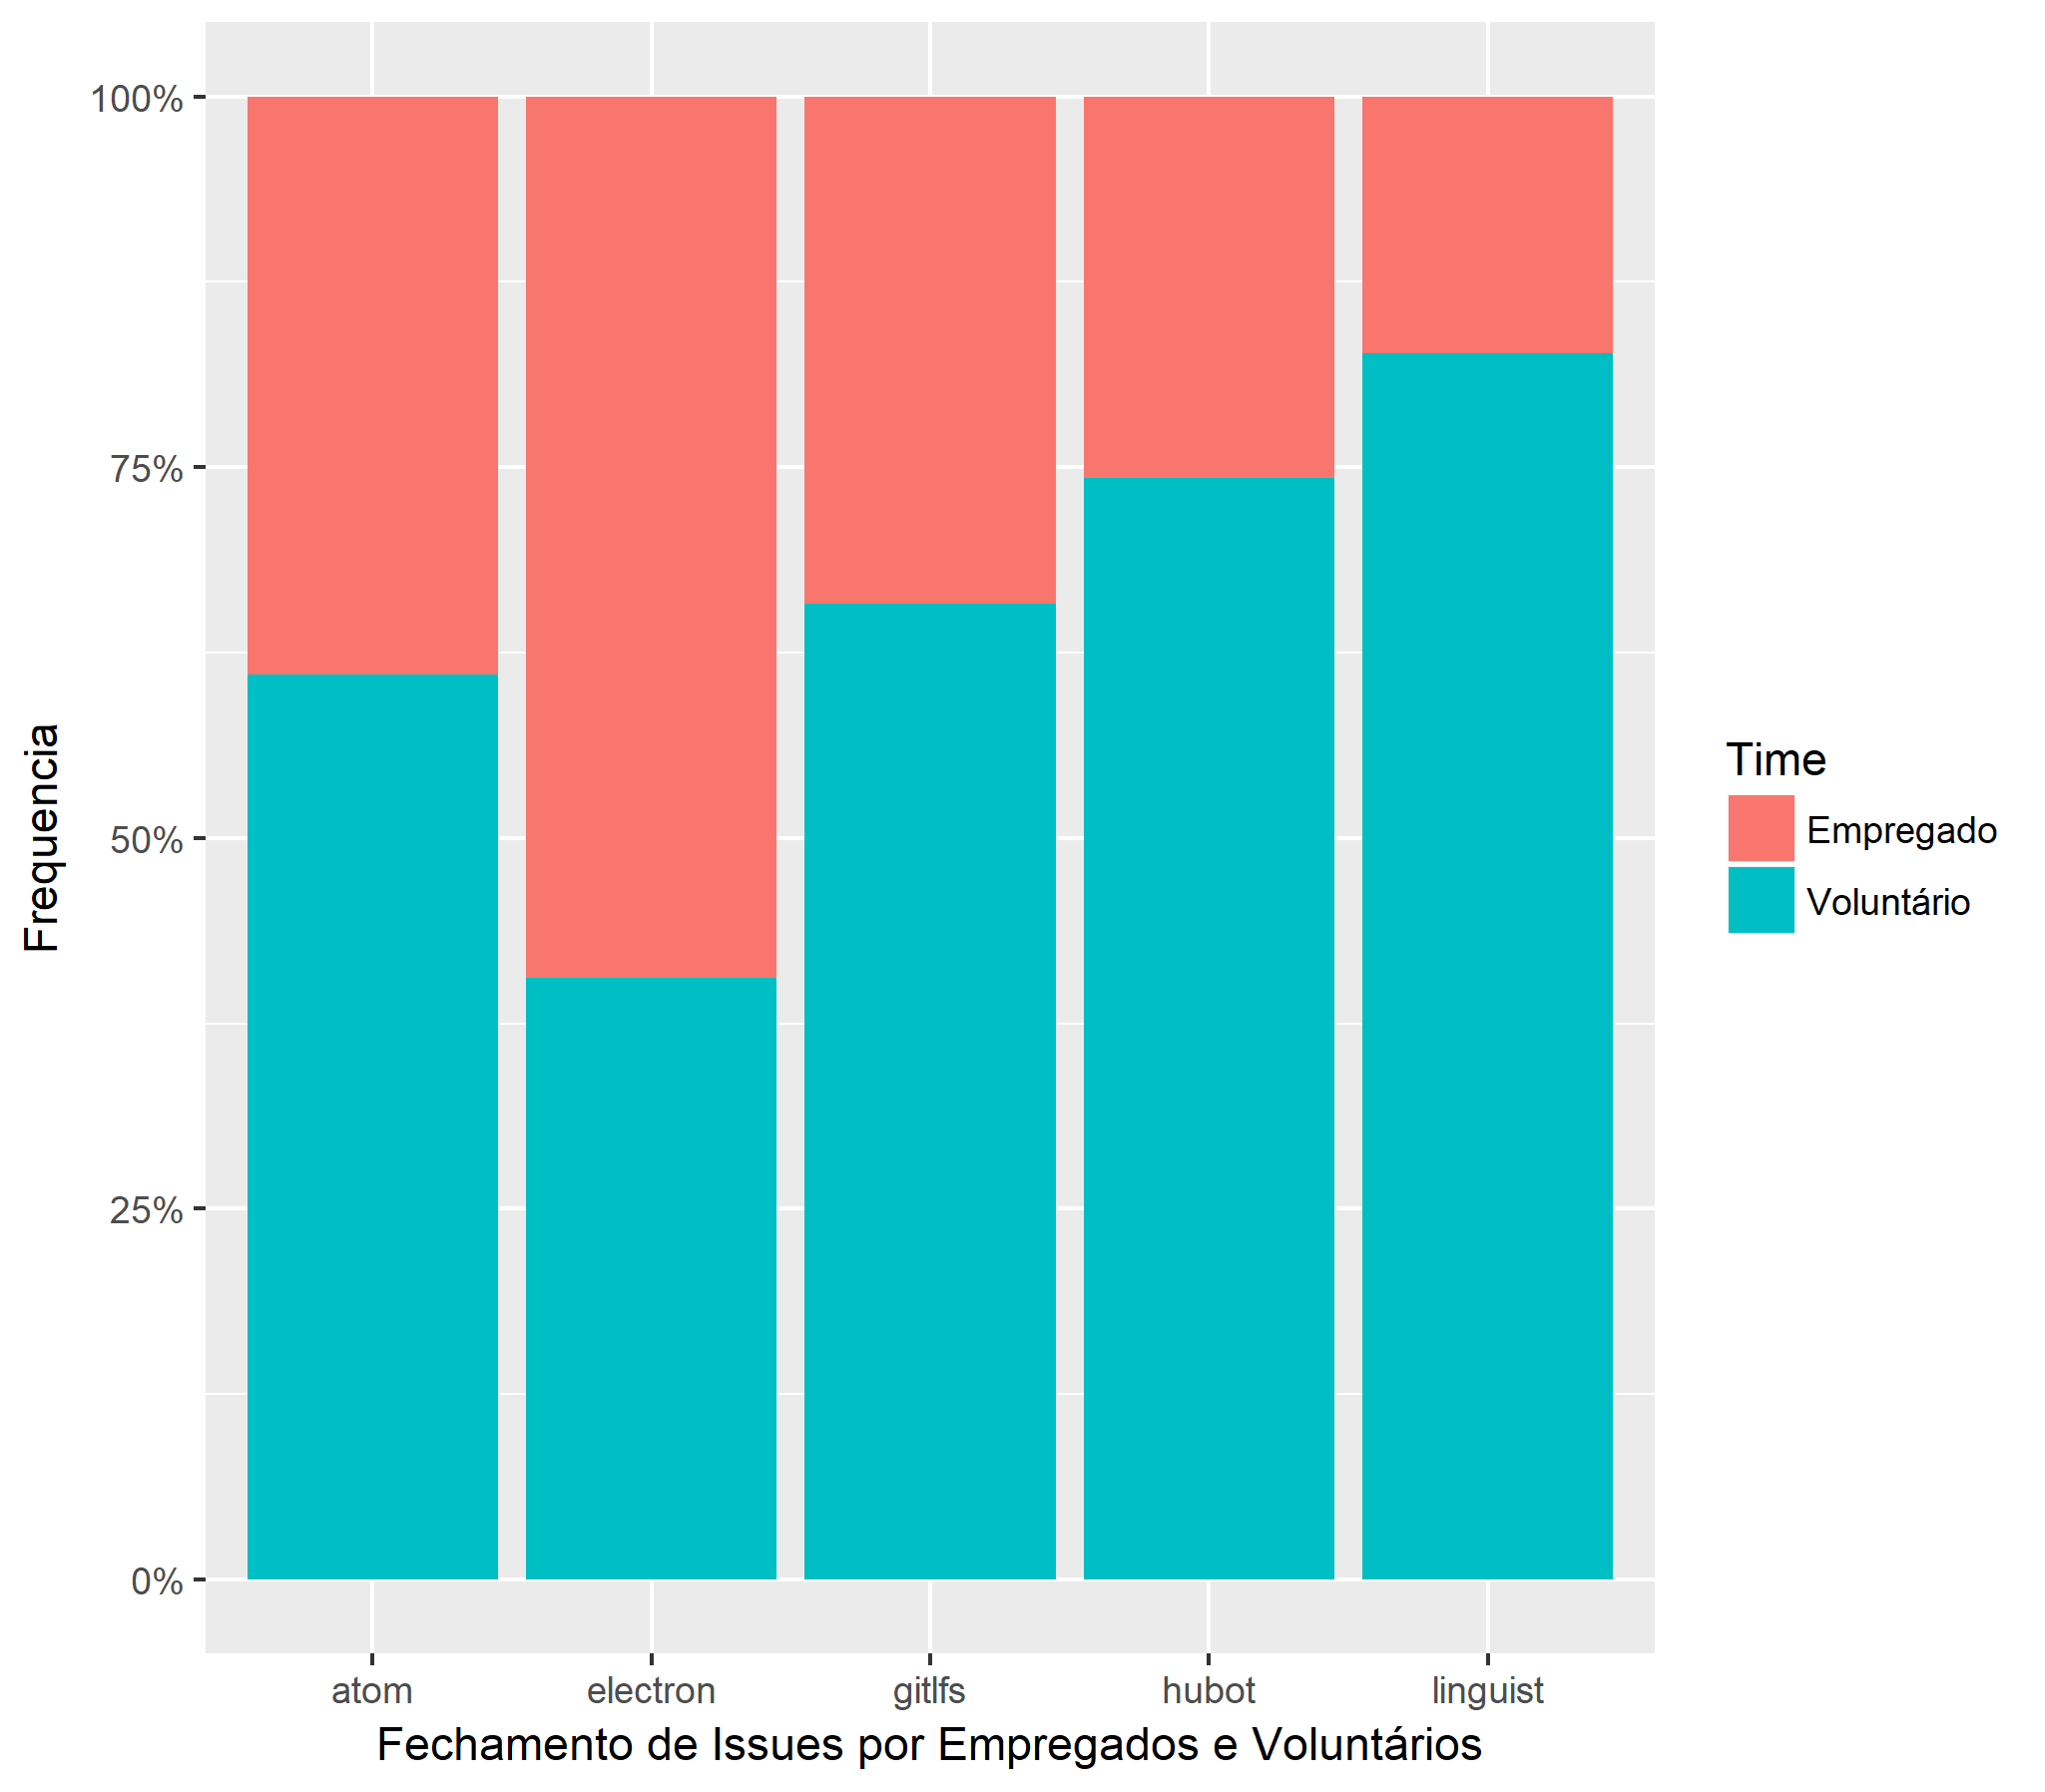 100%
75%
50%
25%
0%
Frequencia
atom electron gitlfs hubot linguist
Fechamento de Issues por Empregados e Voluntários
Time
Empregado
Voluntário